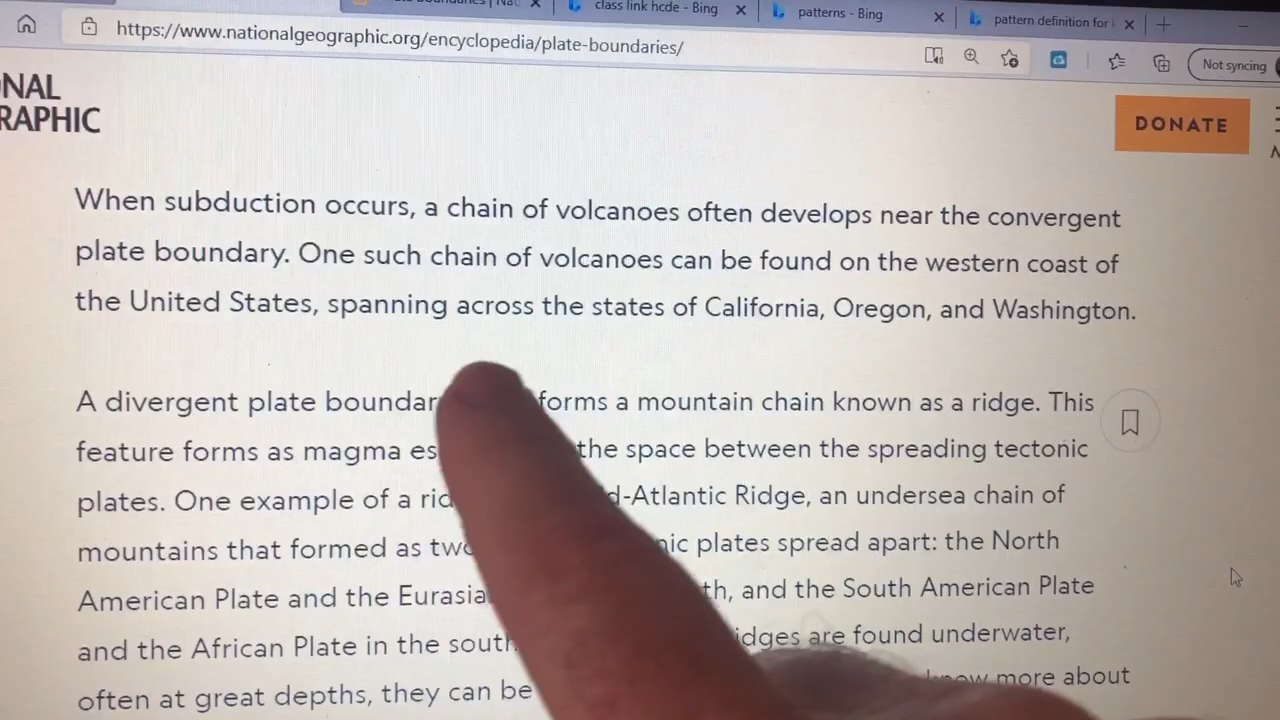 class link hcde - Bing
patterns - Bing
pattern definition for
https://www.nationalgeographic.org/encyclopedia/plate-boundaries/
Not syncing
ONAL
RAPHIC
DONATE
When subduction occurs, a chain of volcanoes often develops near the convergent
plate boundary. One such chain of volcanoes can be found on the western coast of
the United States, spanning across the states of California, Oregon, and Washington.
A divergent plate boundar forms a mountain chain known as a ridge. This
feature forms as magma es the space between the spreading tectonic
plates. One example of a rid d-Atlantic Ridge, an undersea chain of
mountains that formed as two nic plates spread apart: the North
American Plate and the Eurasia th, and the South American Plate
and the African Plate in the south idges are found underwater,
often at great depths, they can be know more about